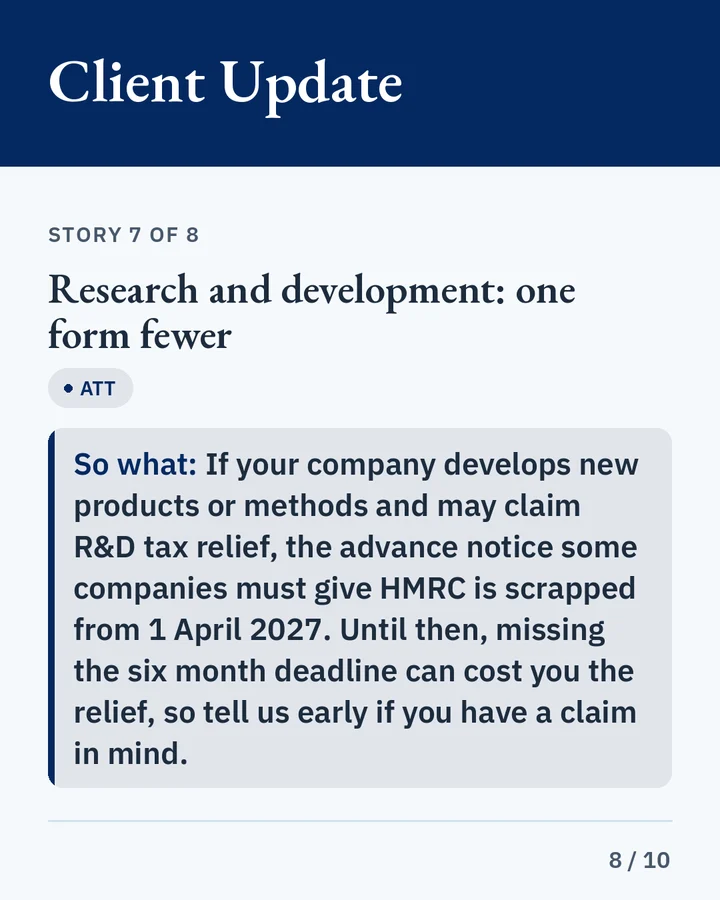 Client Update
STORY 7 OF 8
Research and development: one
form fewer
• ATT
So what: If your company develops new
products or methods and may claim
R&D tax relief, the advance notice some
companies must give HMRC is scrapped
from 1 April 2027. Until then, missing
the six month deadline can cost you the
relief, so tell us early if you have a claim
in mind.
8 / 10